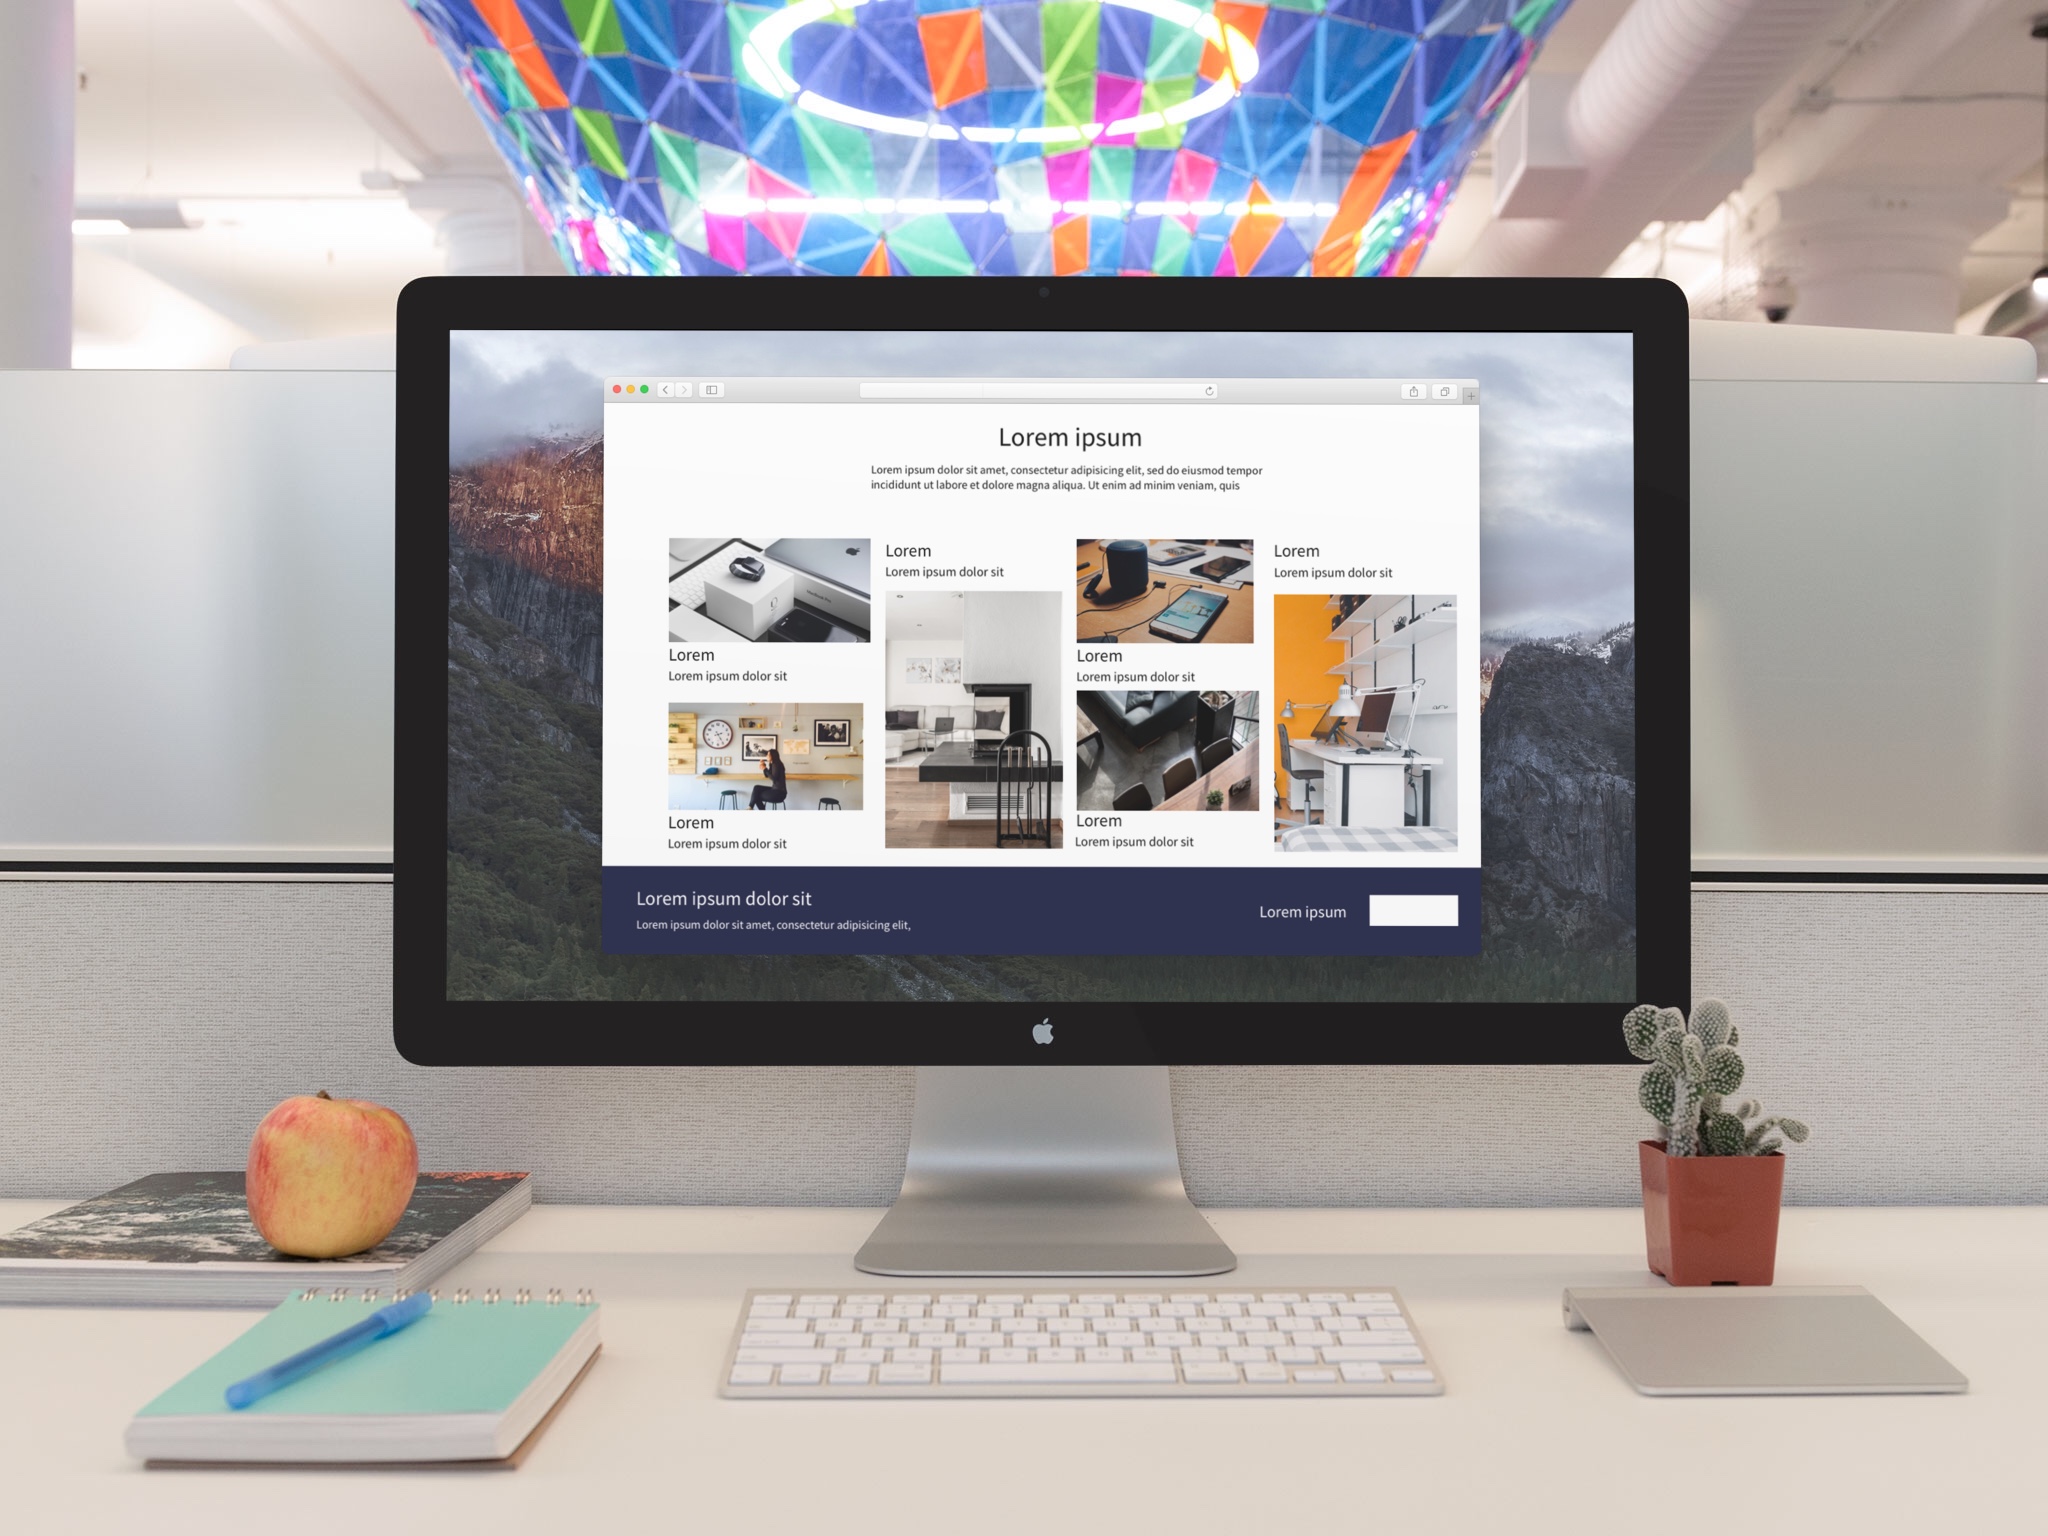 Lorem ipsum
Lorem ipsum dolor sit amet, consectetur adipisicing elit, sed do eiusmod tempor
incididunt ut labore et dolore magna aliqua. Ut enim ad minim veniam, quis
Lorem
Lorem ipsum dolor sit
Lorem
Lorem ipsum dolor sit
Lorem
Lorem ipsum dolor sit
Lorem
Lorem ipsum dolor sit
Lorem
Lorem ipsum dolor sit
Lorem
Lorem ipsum dolor sit
Lorem ipsum dolor sit
Lorem ipsum dolor sit amet, consectetur adipisicing elit,
Lorem ipsum